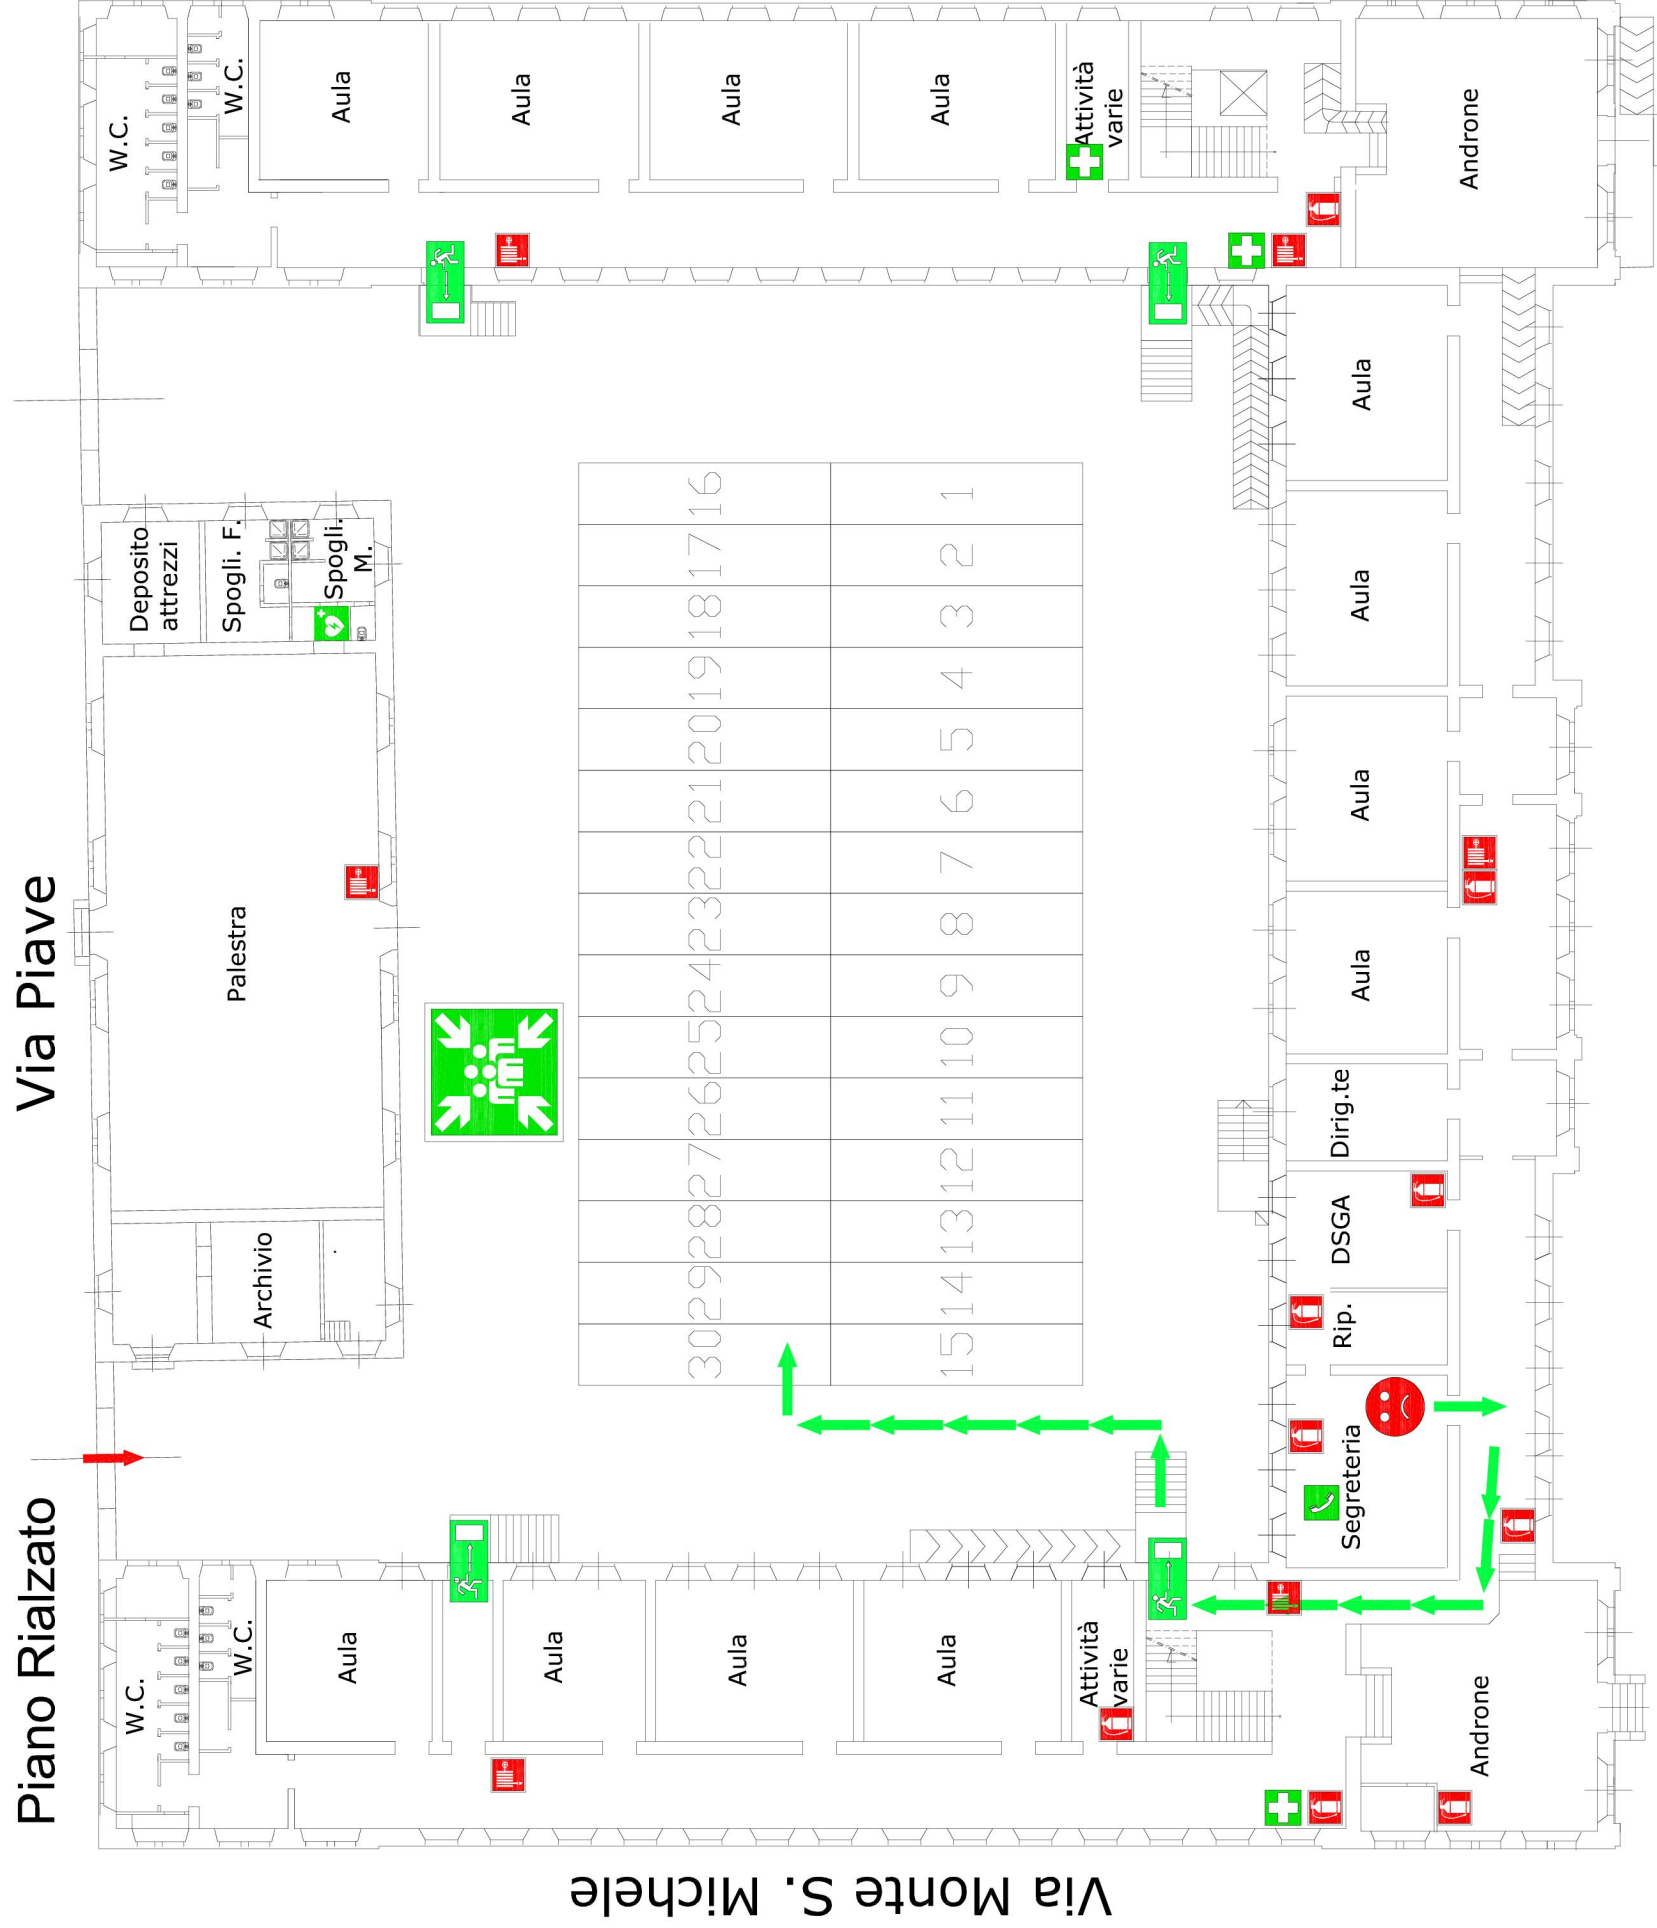 Piano Rialzato
Via Piave
W.C.
W.C.
Aula
Aula
Aula
Aula
Attività
varie
Androne
Via Monte S. Michele
Archivio
Palestra
Deposito
attrezzi
Spogli. F.
Spogli.
M.
30 29 28 27 26 25 24 23 22 21 20 19 18 17 16
15 14 13 12 11 10 9 8 7 6 5 4 3 2 1
Segreteria
Rip.
DSGA
Dirig.te
Aula
Aula
Aula
Aula
W.C.
W.C.
Aula
Aula
Aula
Aula
Attività
varie
Androne